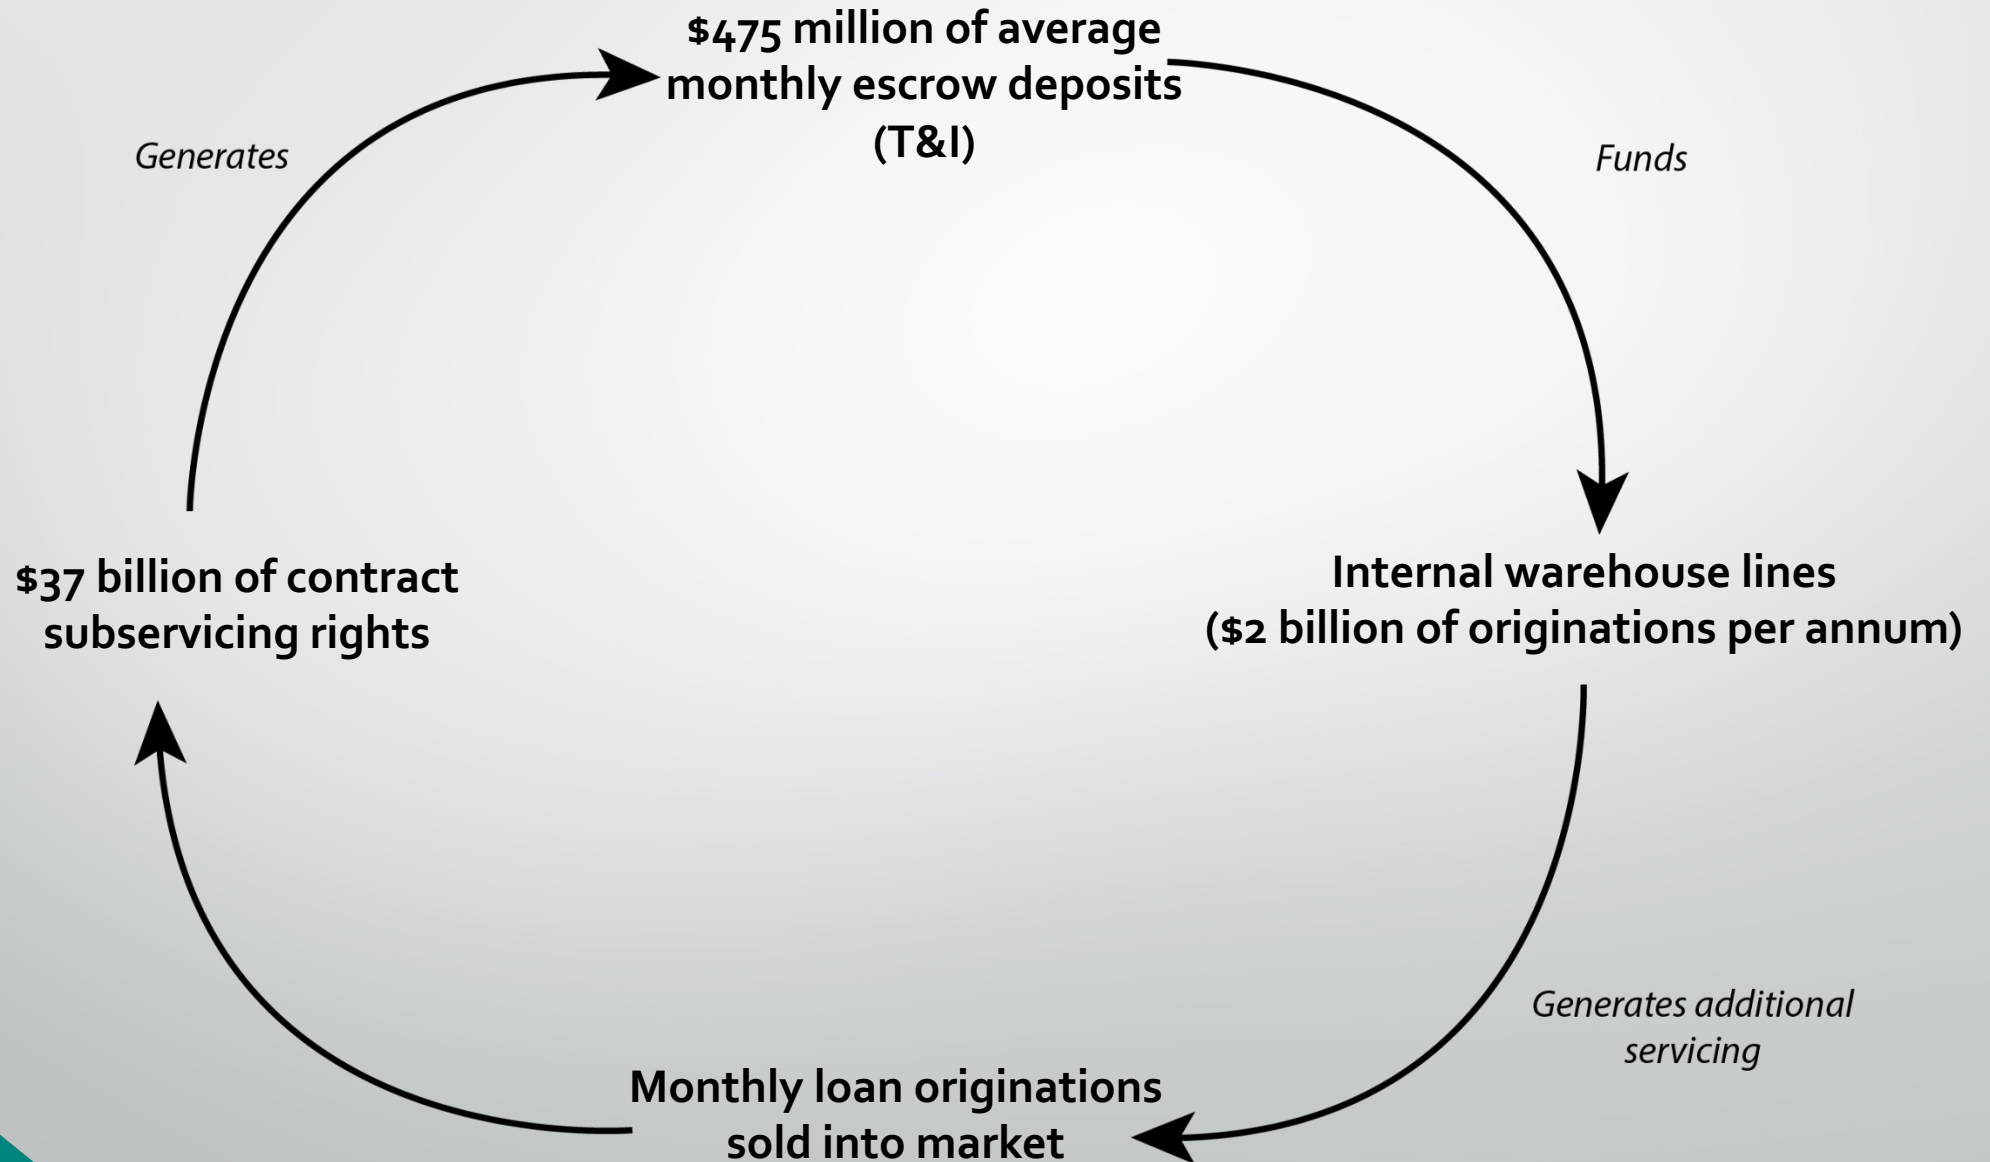 $475 million of average
monthly escrow deposits
(T&I)
Generates
Funds
$37 billion of contract
subservicing rights
Internal warehouse lines
($2 billion of originations per annum)
Generates additional
servicing
Monthly loan originations
sold into market